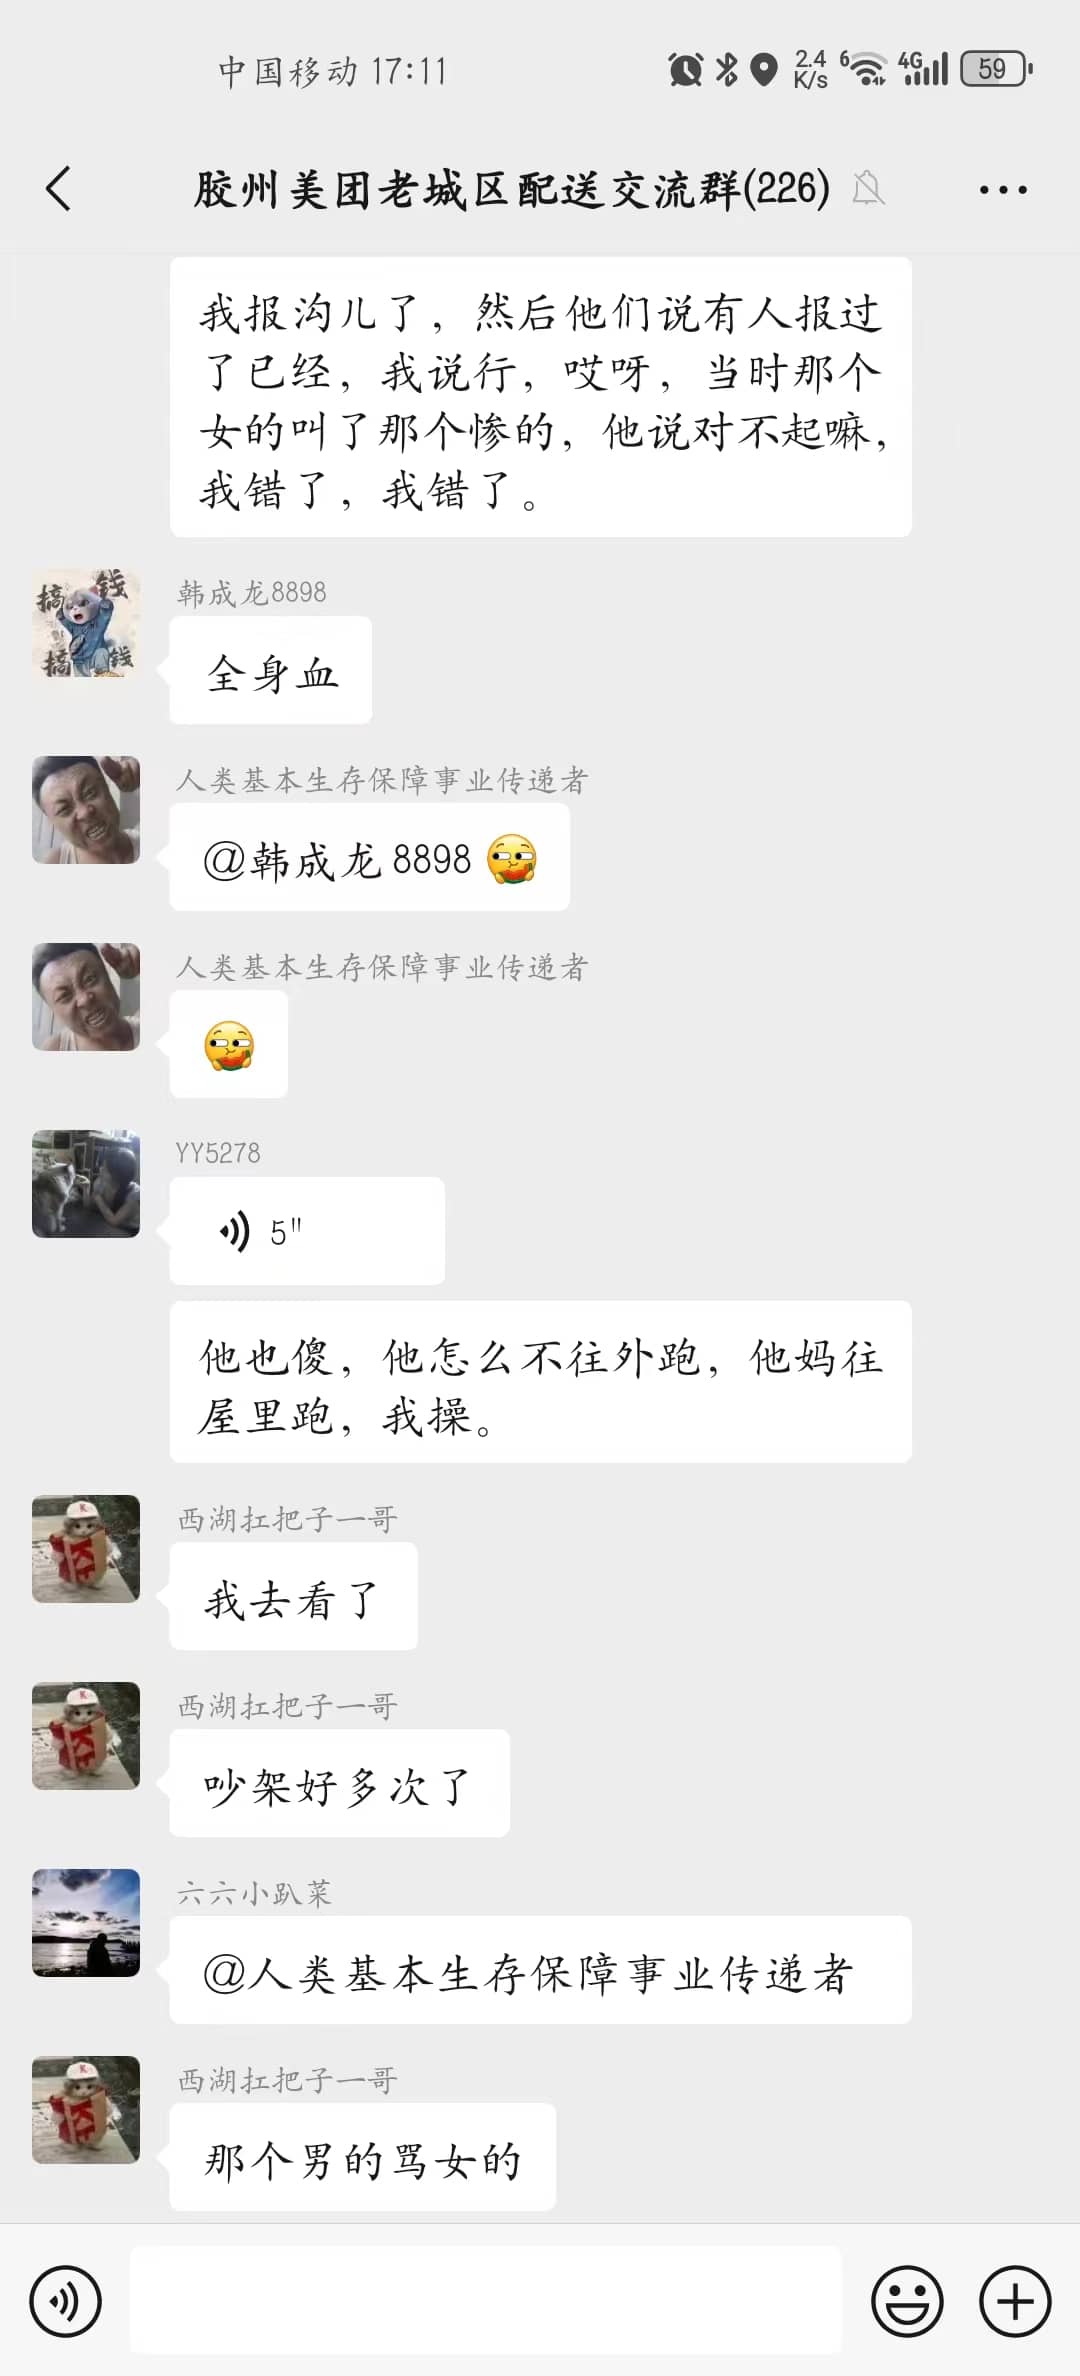 中国移动 17:11
2.4 K/s
6
4G
59
胶州美团老城区配送交流群(226)
我报沟儿了，然后他们说有人报过
了已经，我说行，哎呀，当时那个
女的叫了那个惨的，他说对不起嘛，
我错了，我错了。
搞钱
搞钱
韩成龙8898
全身血
人类基本生存保障事业传递者
@韩成龙8898
人类基本生存保障事业传递者
YY5278
5"
他也傻，他怎么不往外跑，他妈往
屋里跑，我操。
西湖扛把子一哥
我去看了
西湖扛把子一哥
吵架好多次了
六六小趴菜
@人类基本生存保障事业传递者
西湖扛把子一哥
那个男的骂女的